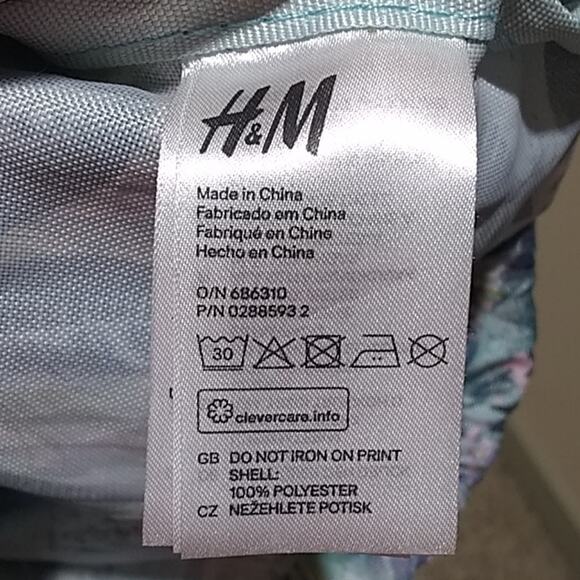 H&M
Made in China
Fabricado em China
Fabriqué en Chine
Hecho en China
O/N 686310
P/N 0288593 2
30
clevercare.info
GB DO NOT IRON ON PRINT
SHELL:
100% POLYESTER
CZ NEŽEHLETE POTISK